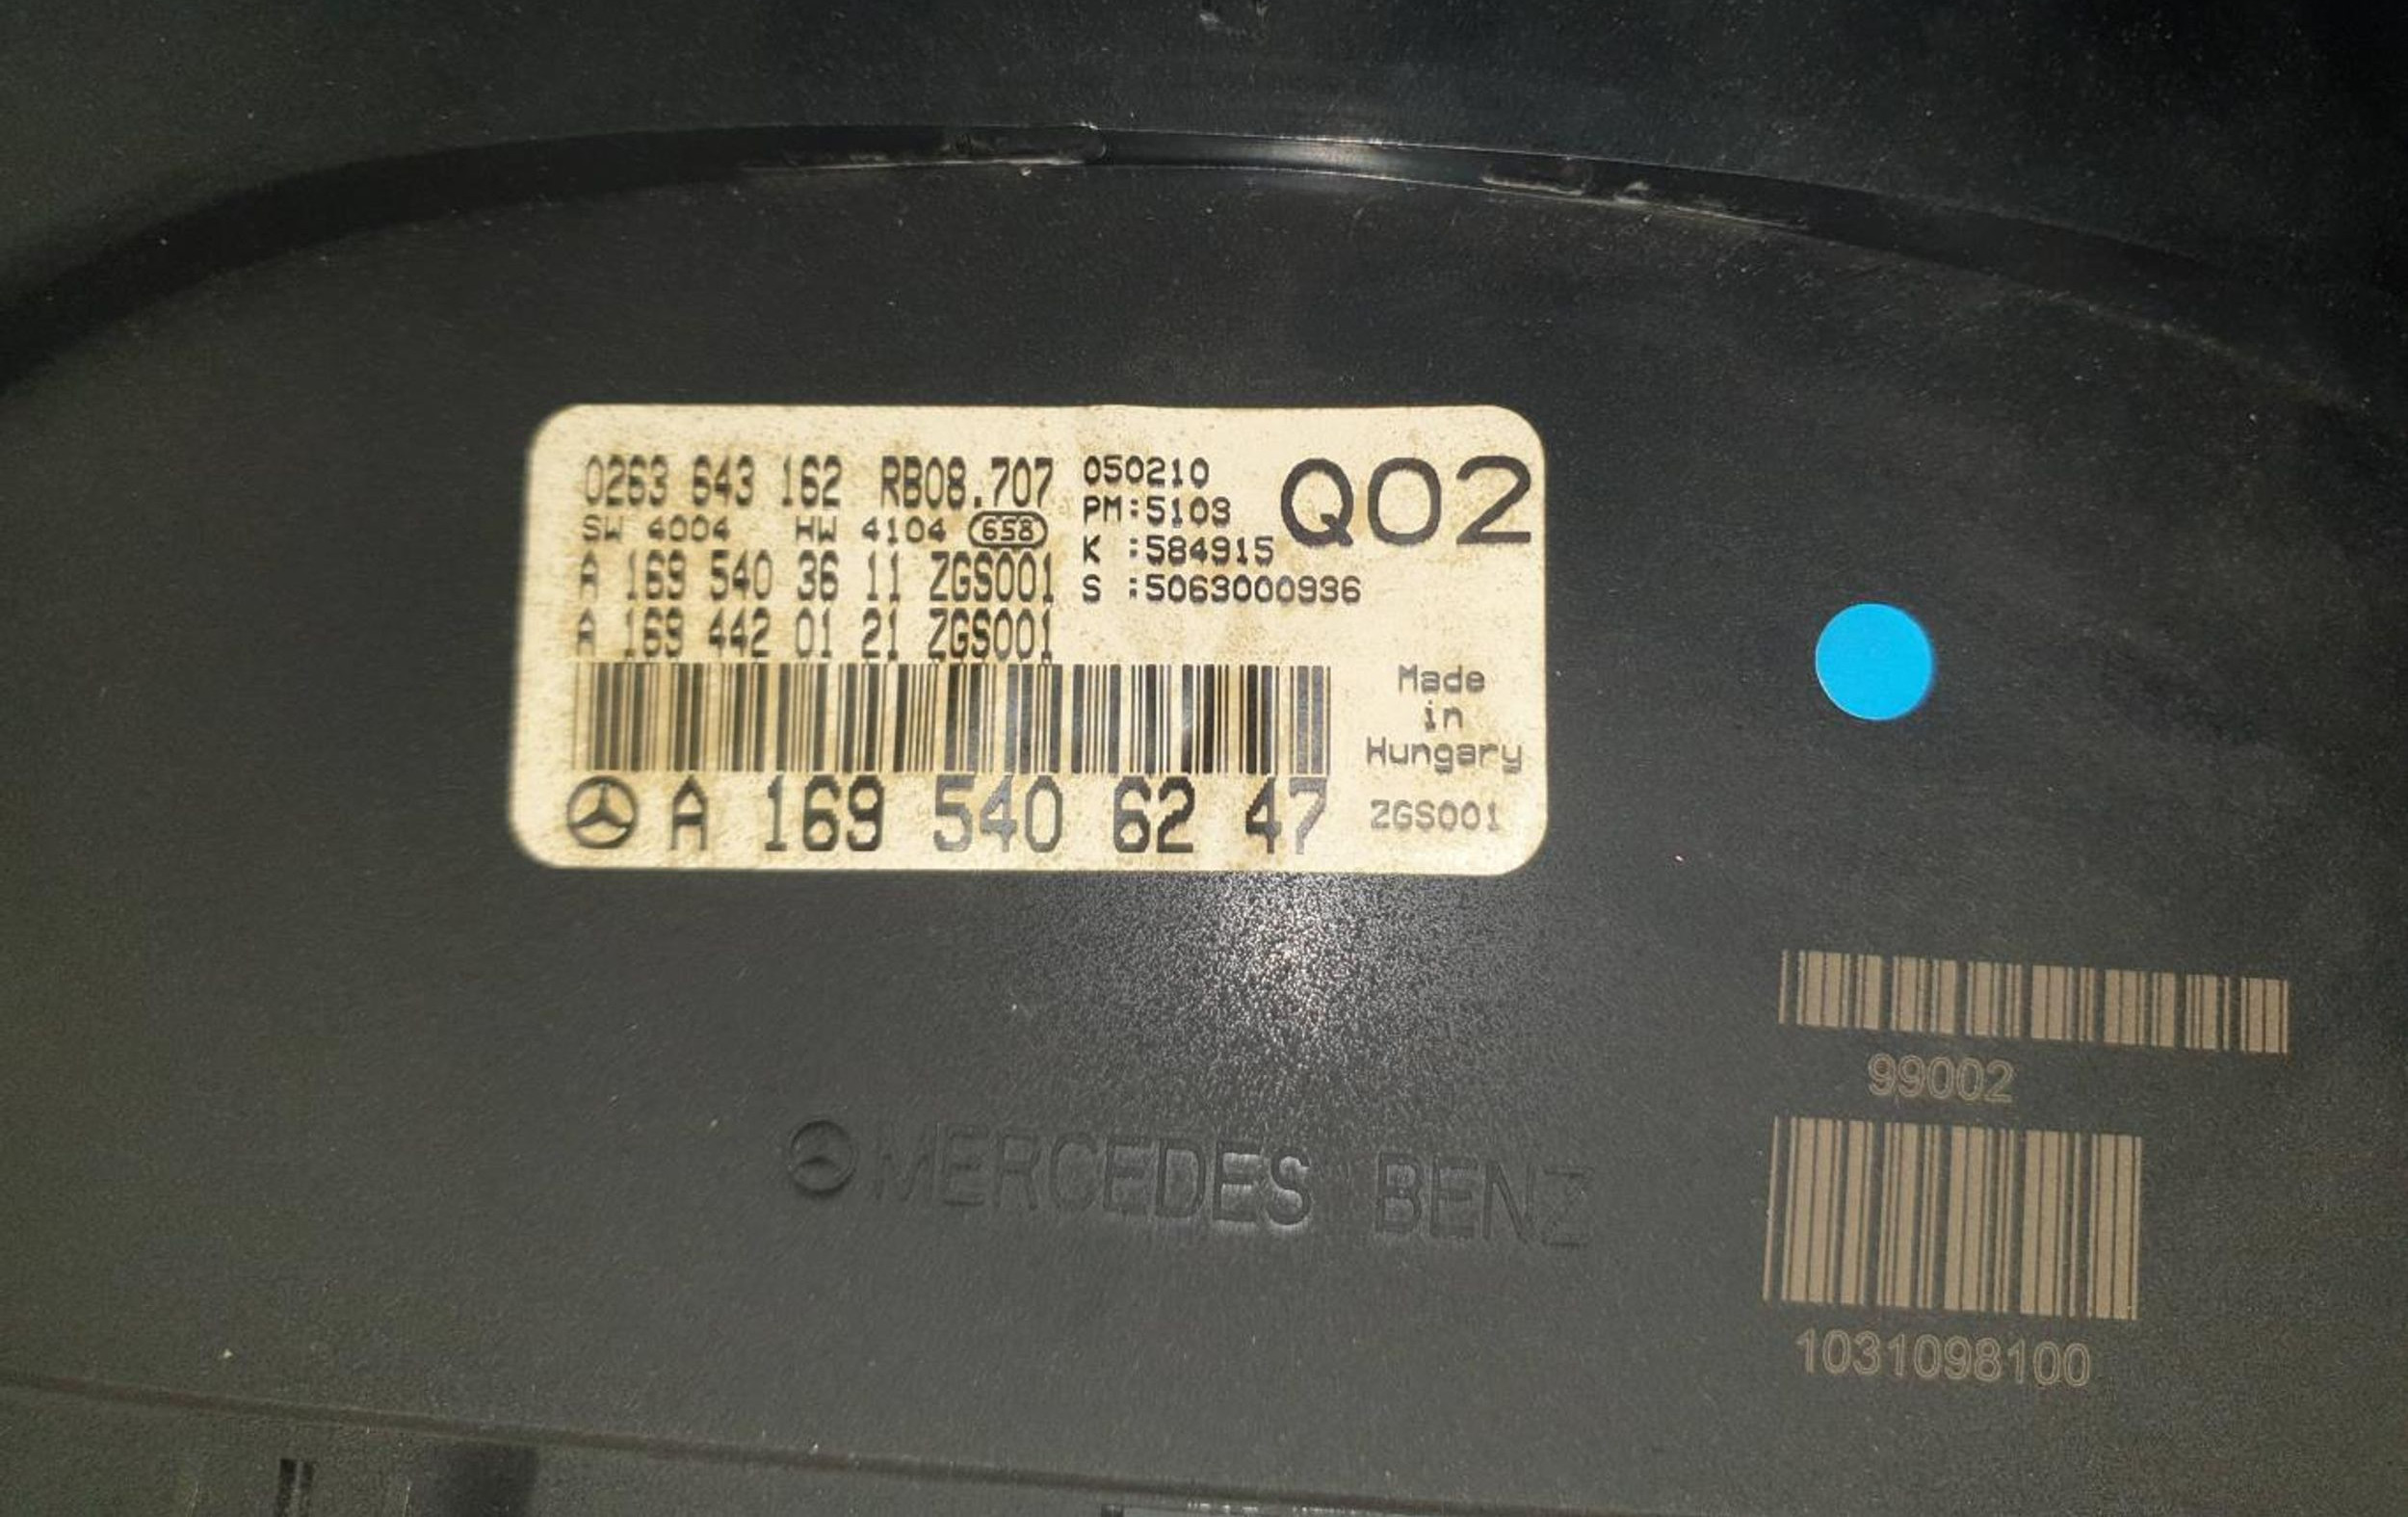 0263 643 162 RB08.707
SW 4004 HW 4104 658
A 169 540 36 11 ZGS001
A 169 442 01 21 ZGS001
050210
PM:5103
K :584915
S :5063000936
Q02
Made
in
Hungary
A 169 540 62 47
ZGS001
MERCEDES BENZ
99002
1031098100